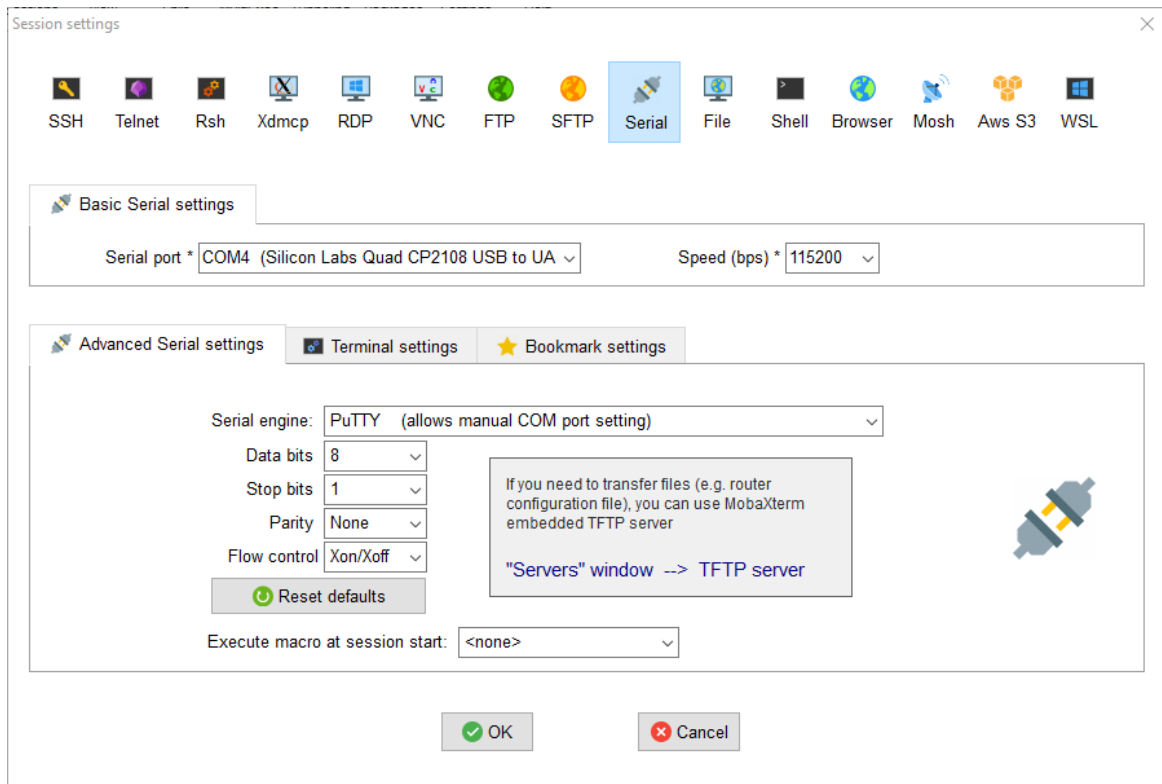 Session settings
SSH Telnet Rsh Xdmcp RDP VNC FTP SFTP Serial File Shell Browser Mosh Aws S3 WSL
Basic Serial settings
Serial port * COM4 (Silicon Labs Quad CP2108 USB to UA Speed (bps) * 115200
Advanced Serial settings Terminal settings Bookmark settings
Serial engine: PuTTY (allows manual COM port setting)
Data bits 8
Stop bits 1
Parity None
Flow control Xon/Xoff
If you need to transfer files (e.g. router
configuration file), you can use MobaXterm
embedded TFTP server
"Servers" window --> TFTP server
Reset defaults
Execute macro at session start: <none>
OK Cancel